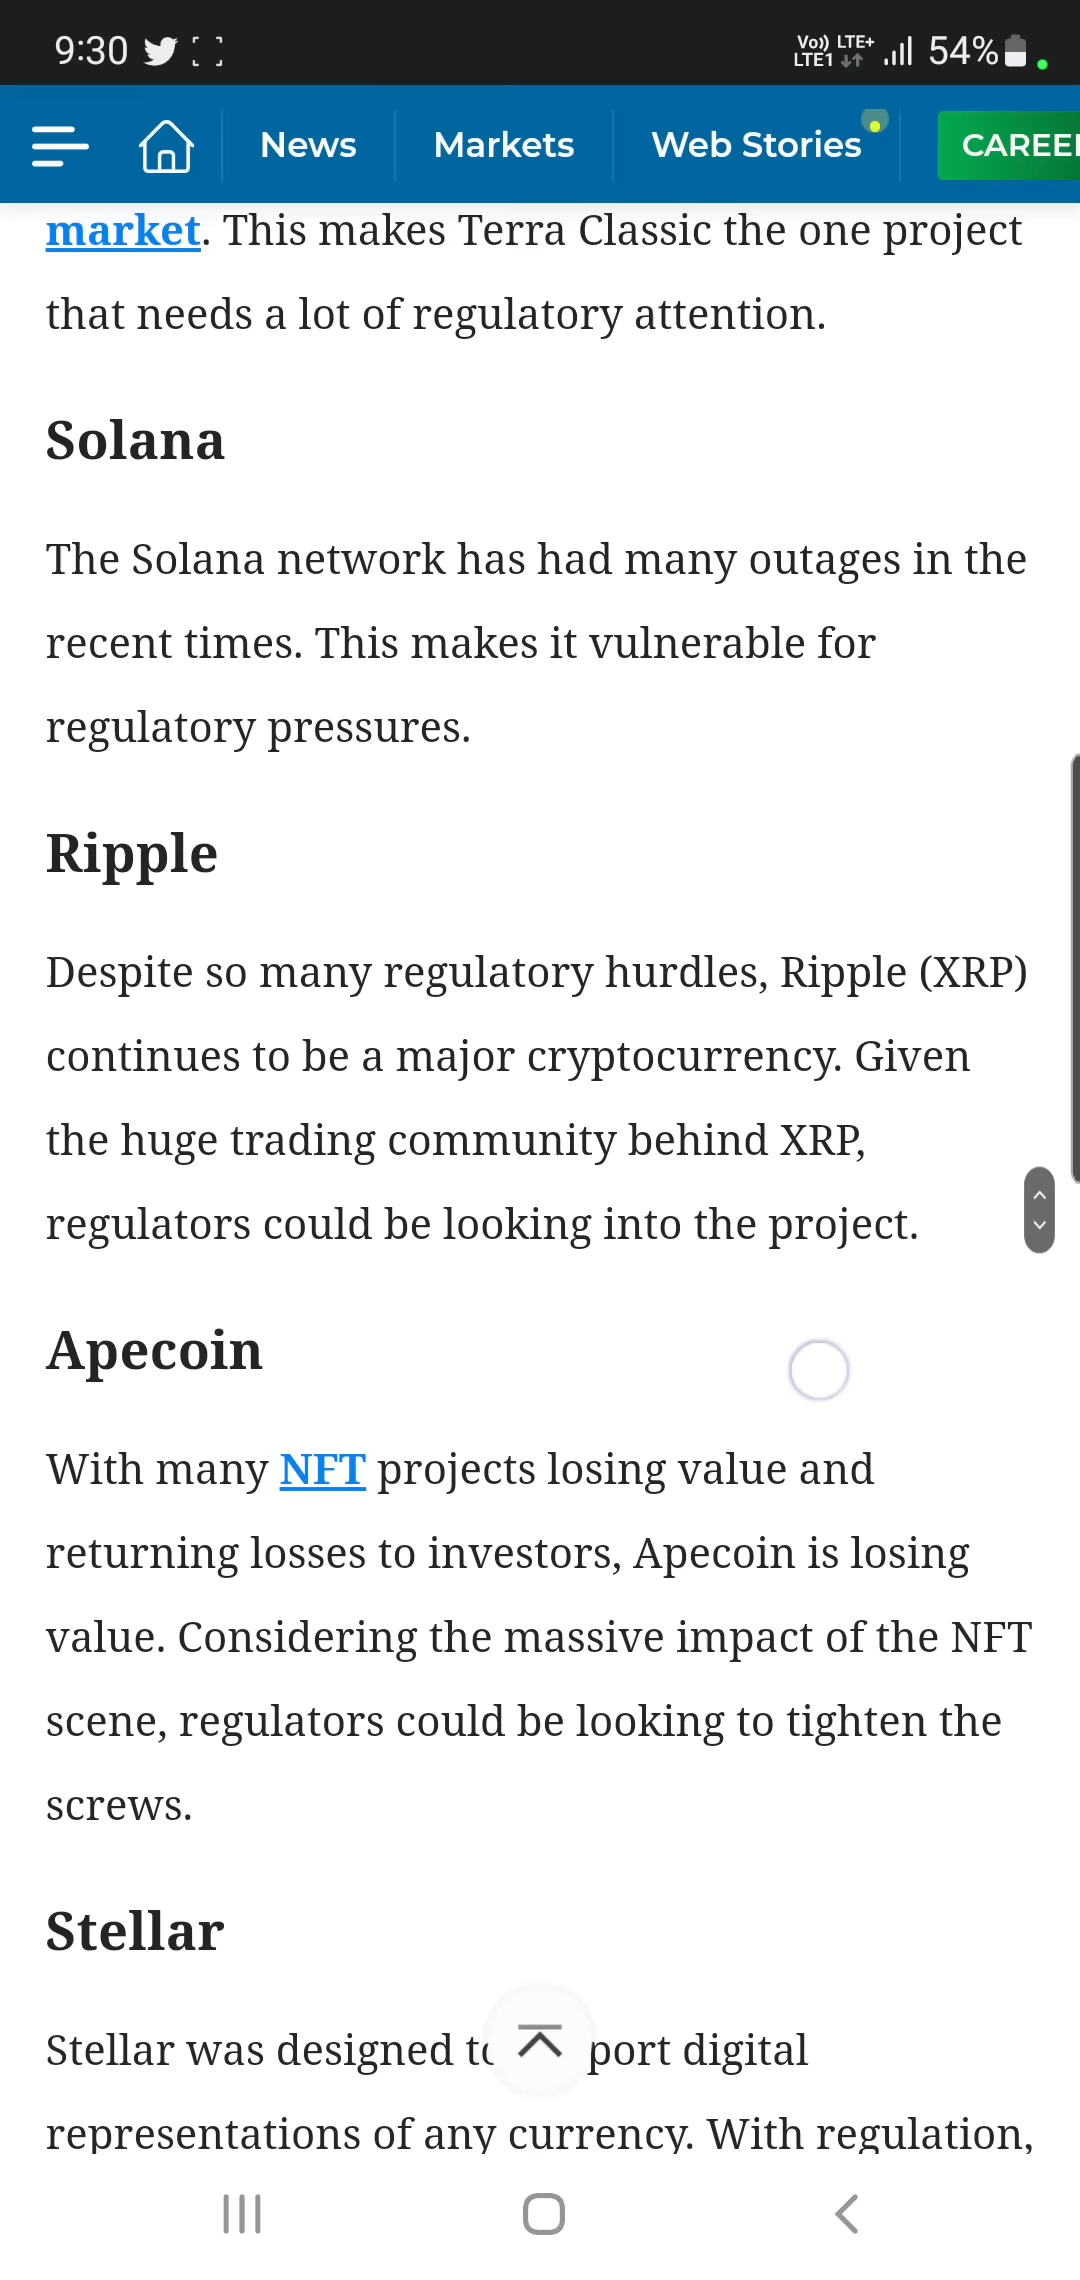 9:30
Vo)) LTE+
LTE1
54%
News
Markets
Web Stories
market. This makes Terra Classic the one project
that needs a lot of regulatory attention.
Solana
The Solana network has had many outages in the
recent times. This makes it vulnerable for
regulatory pressures.
Ripple
Despite so many regulatory hurdles, Ripple (XRP)
continues to be a major cryptocurrency. Given
the huge trading community behind XRP,
regulators could be looking into the project.
Apecoin
With many NFT projects losing value and
returning losses to investors, Apecoin is losing
value. Considering the massive impact of the NFT
scene, regulators could be looking to tighten the
screws.
Stellar
Stellar was designed digital
representations of any currency. With regulation,